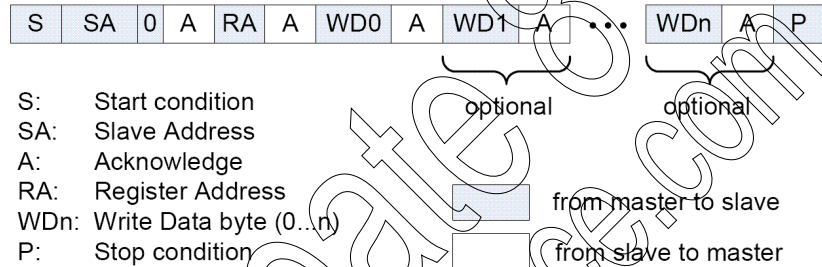 S SA 0 A RA A WD0 A WD1 A ••• WDn A P
optional optional
S: Start condition
SA: Slave Address
A: Acknowledge
RA: Register Address
WDn: Write Data byte (0...n)
P: Stop condition
from master to slave
from slave to master